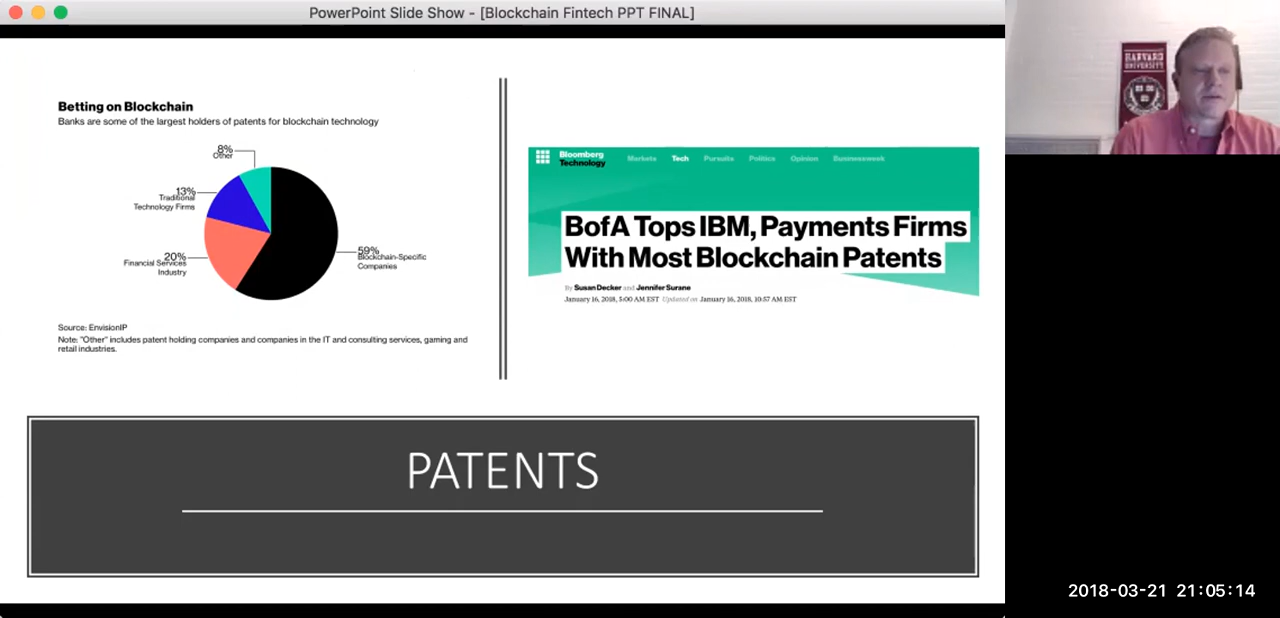 PowerPoint Slide Show - [Blockchain Fintech PPT FINAL]
Betting on Blockchain
Banks are some of the largest holders of patents for blockchain technology
8%
Other
13%
Traditional
Technology Firms
20%
Financial Services
Industry
59%
Blockchain-Specific
Companies
Source: EnvisionIP
Note: "Other" includes patent holding companies and companies in the IT and consulting services, gaming and
retail industries.
Bloomberg
Technology
Markets Tech Pursuits Politics Opinion Businessweek
BofA Tops IBM, Payments Firms
With Most Blockchain Patents
By Susan Decker and Jennifer Surane
January 16, 2018, 5:00 AM EST Updated on January 16, 2018, 10:57 AM EST
PATENTS
HARVARD
UNIVERSITY
2018-03-21 21:05:14